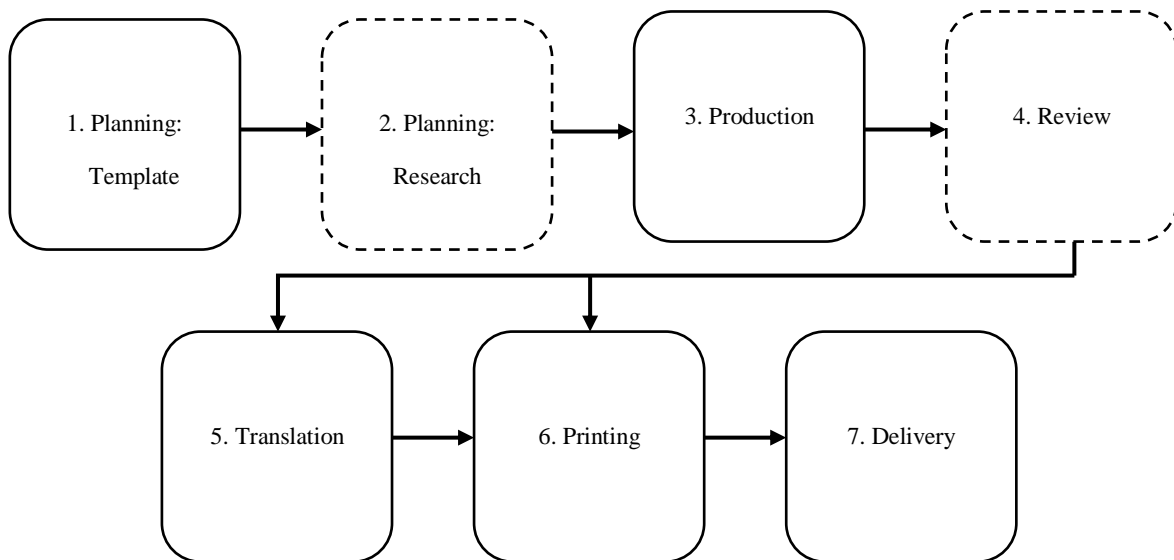 1. Planning:
Template
2. Planning:
Research
3. Production
4. Review
5. Translation
6. Printing
7. Delivery